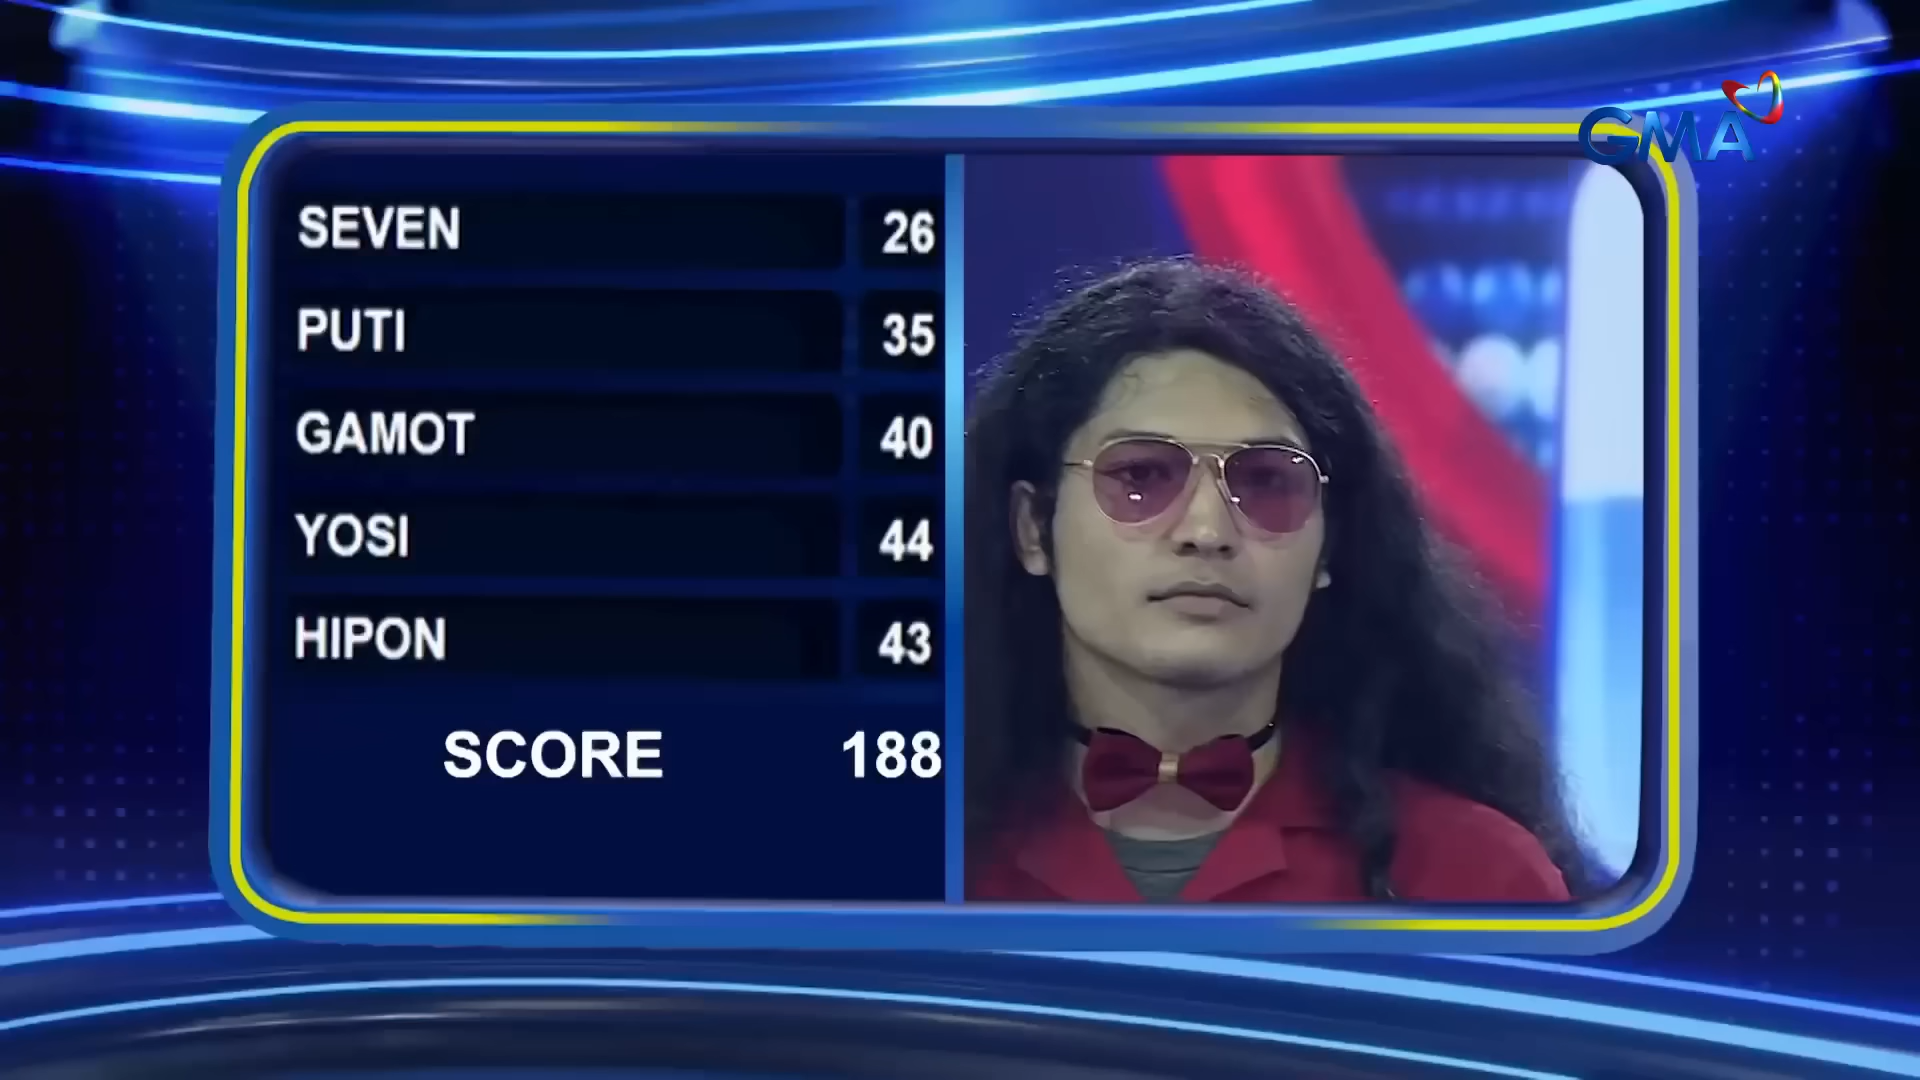 GMA
SEVEN 26
PUTI 35
GAMOT 40
YOSI 44
HIPON 43
SCORE 188